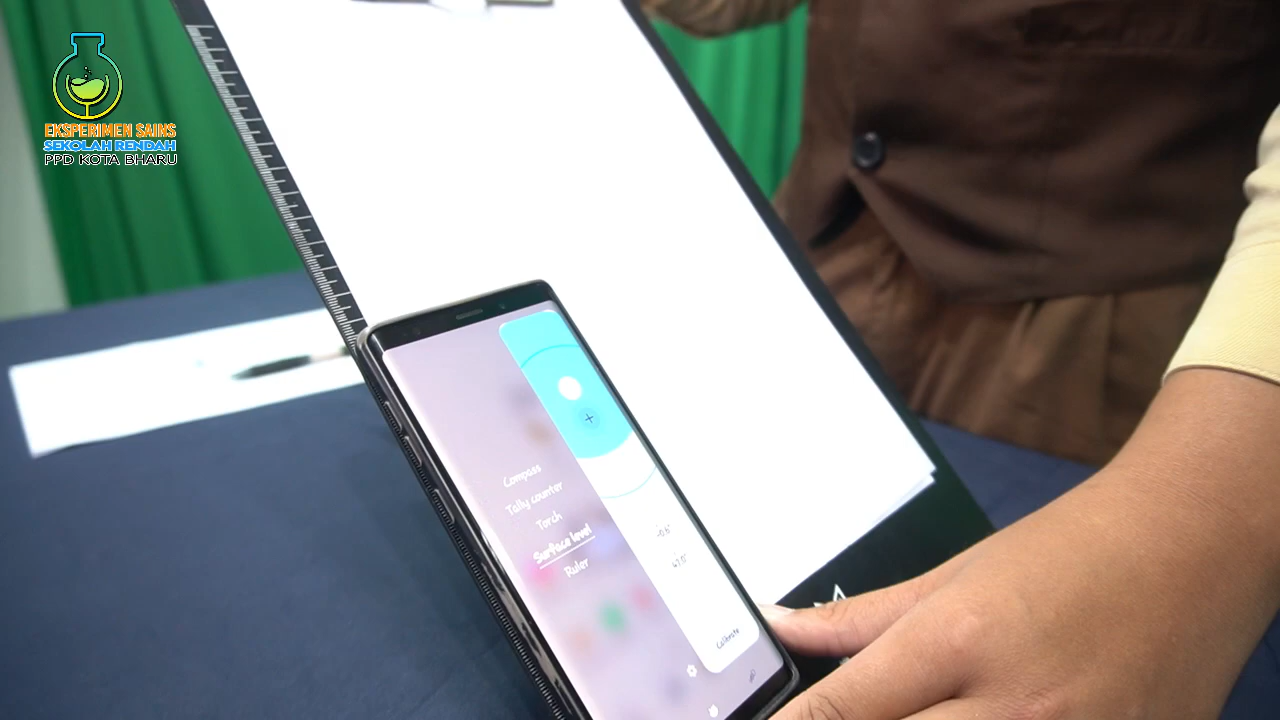 EKSPERIMEN SAINS
SEKOLAH RENDAH
PPD KOTA BHARU
Compass
Tally counter
Torch
Surface level
Ruler
Calibrate